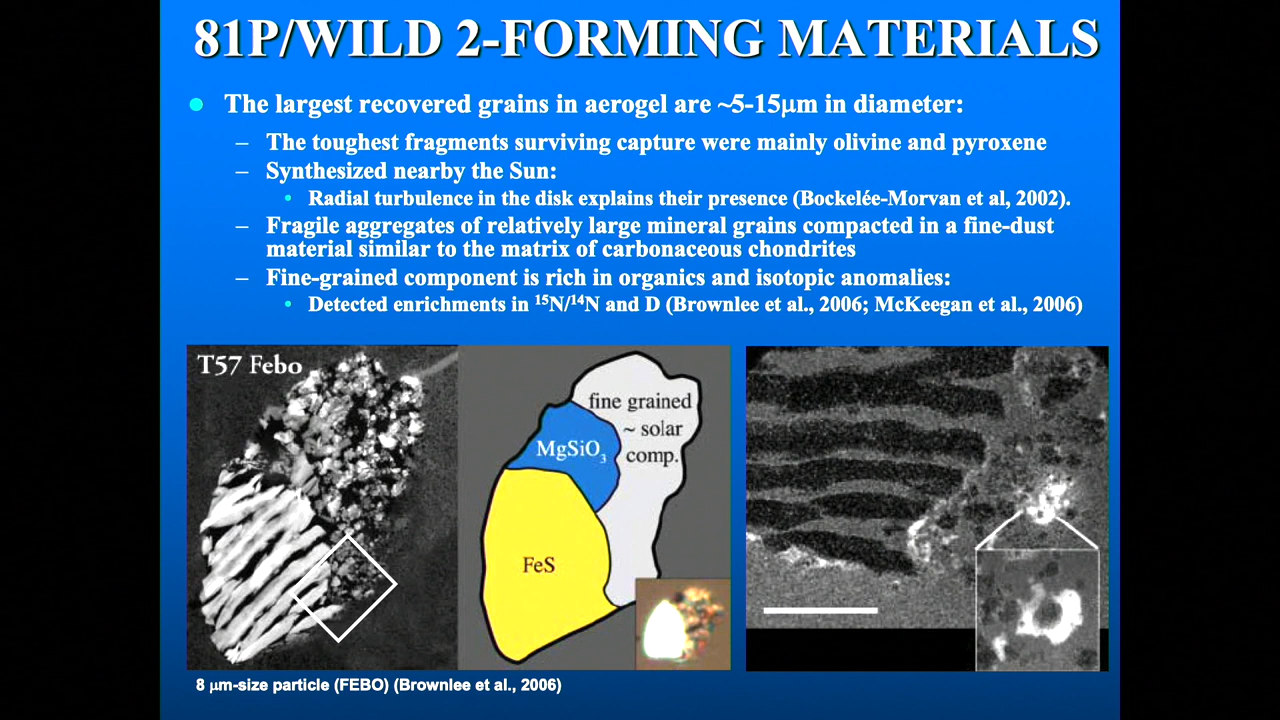 81P/WILD 2-FORMING MATERIALS
● The largest recovered grains in aerogel are ~5-15μm in diameter:
– The toughest fragments surviving capture were mainly olivine and pyroxene
– Synthesized nearby the Sun:
• Radial turbulence in the disk explains their presence (Bockelée-Morvan et al, 2002).
– Fragile aggregates of relatively large mineral grains compacted in a fine-dust
material similar to the matrix of carbonaceous chondrites
– Fine-grained component is rich in organics and isotopic anomalies:
• Detected enrichments in ¹⁵N/¹⁴N and D (Brownlee et al., 2006; McKeegan et al., 2006)
T57 Febo
fine grained
~ solar
comp.
MgSiO₃
FeS
8 μm-size particle (FEBO) (Brownlee et al., 2006)